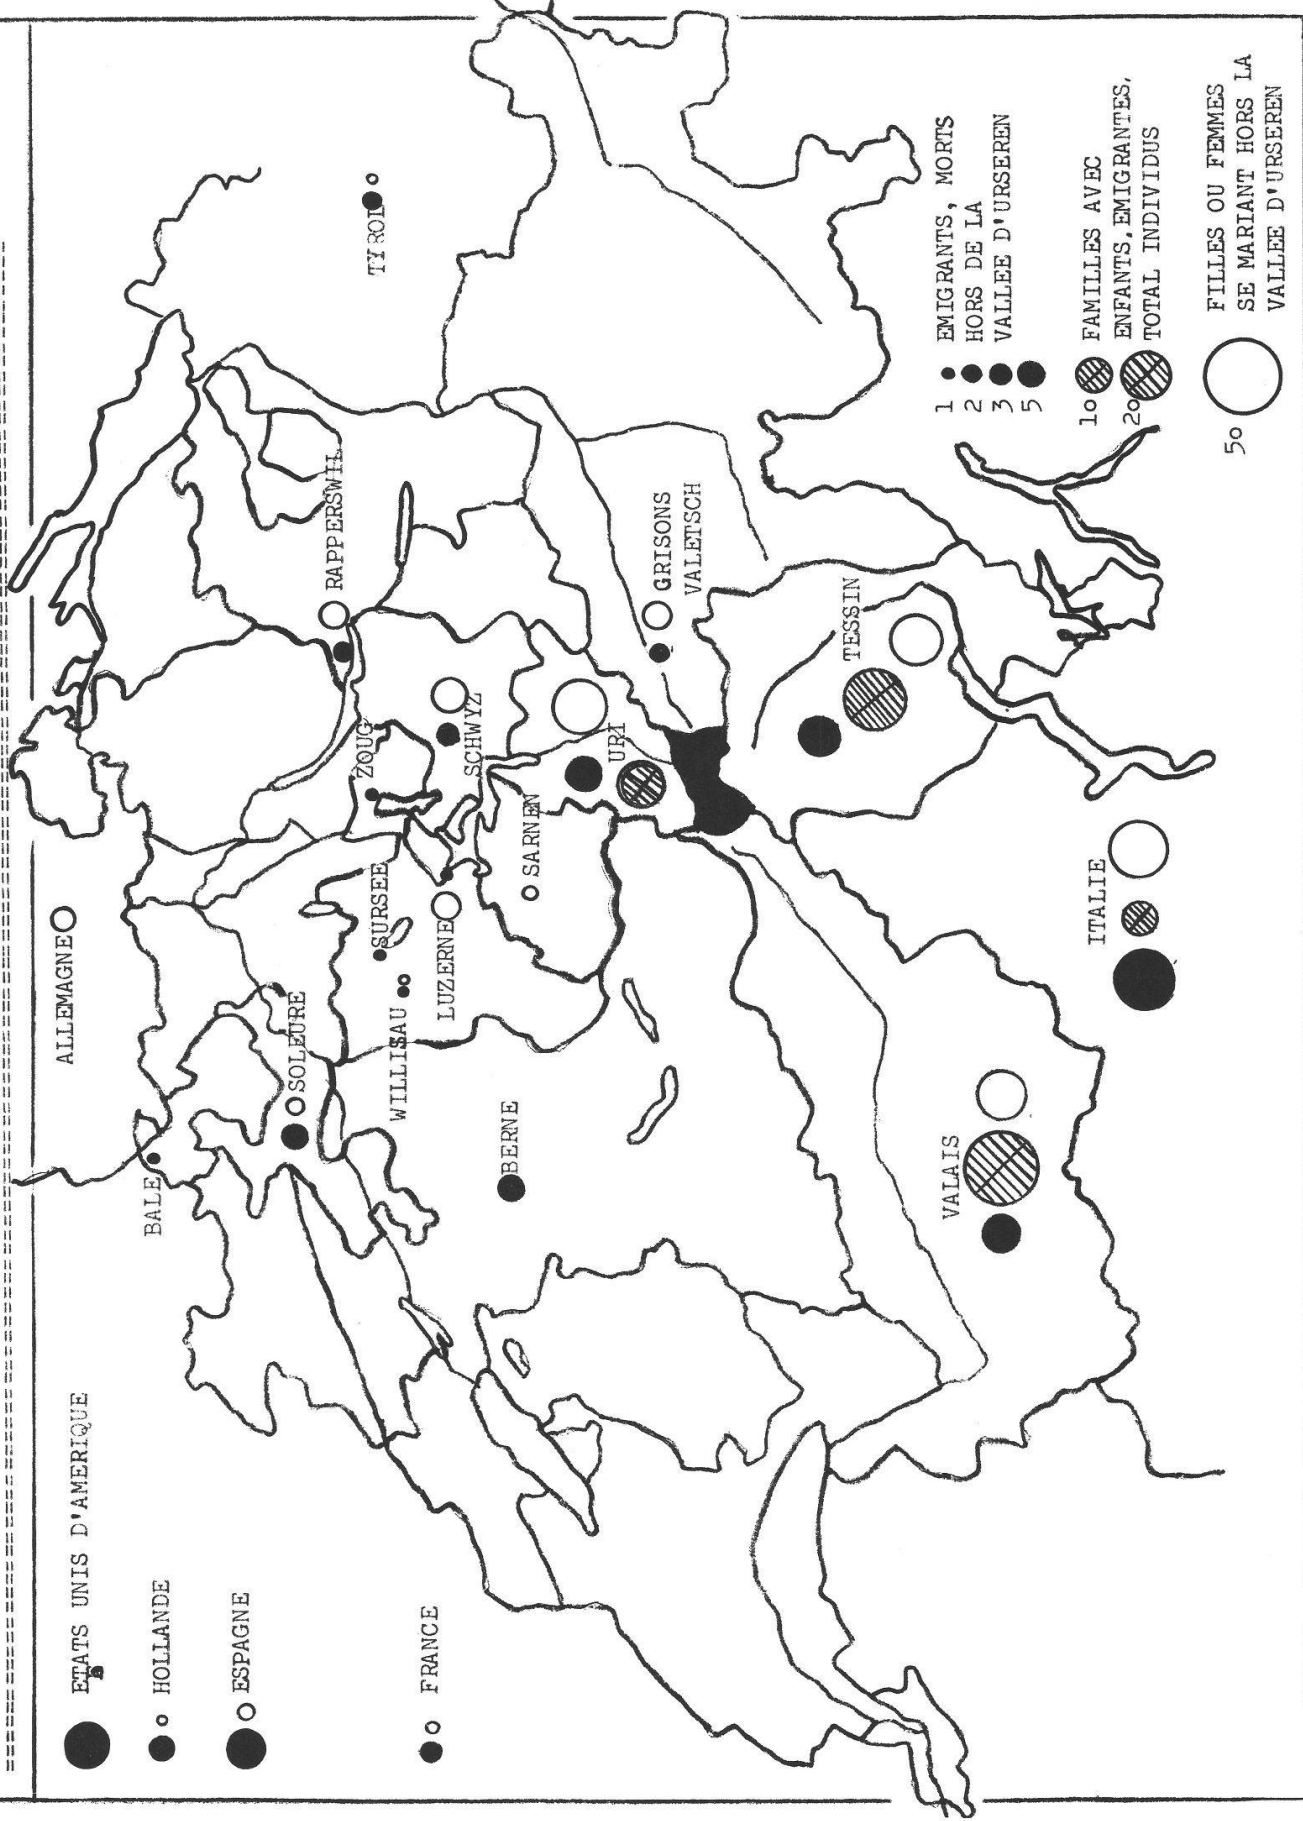 ETATS UNIS D'AMERIQUE
HOLLANDE
ESPAGNE
FRANCE
ALLEMAGNE
BALE
SOLEURE
WILLISAU
SURSEE
LUZERNE
BERNE
SARNEN
ZOUG
SCHWYZ
RAPPERSWIL
TYROL
URI
GRISONS
VALETSCH
TESSIN
VALAIS
ITALIE
1 EMIGRANTS, MORTS
2 HORS DE LA
3 VALLEE D'URSEREN
5
10 FAMILLES AVEC
ENFANTS,EMIGRANTES,
20 TOTAL INDIVIDUS
50 FILLES OU FEMMES
SE MARIANT HORS LA
VALLEE D'URSEREN